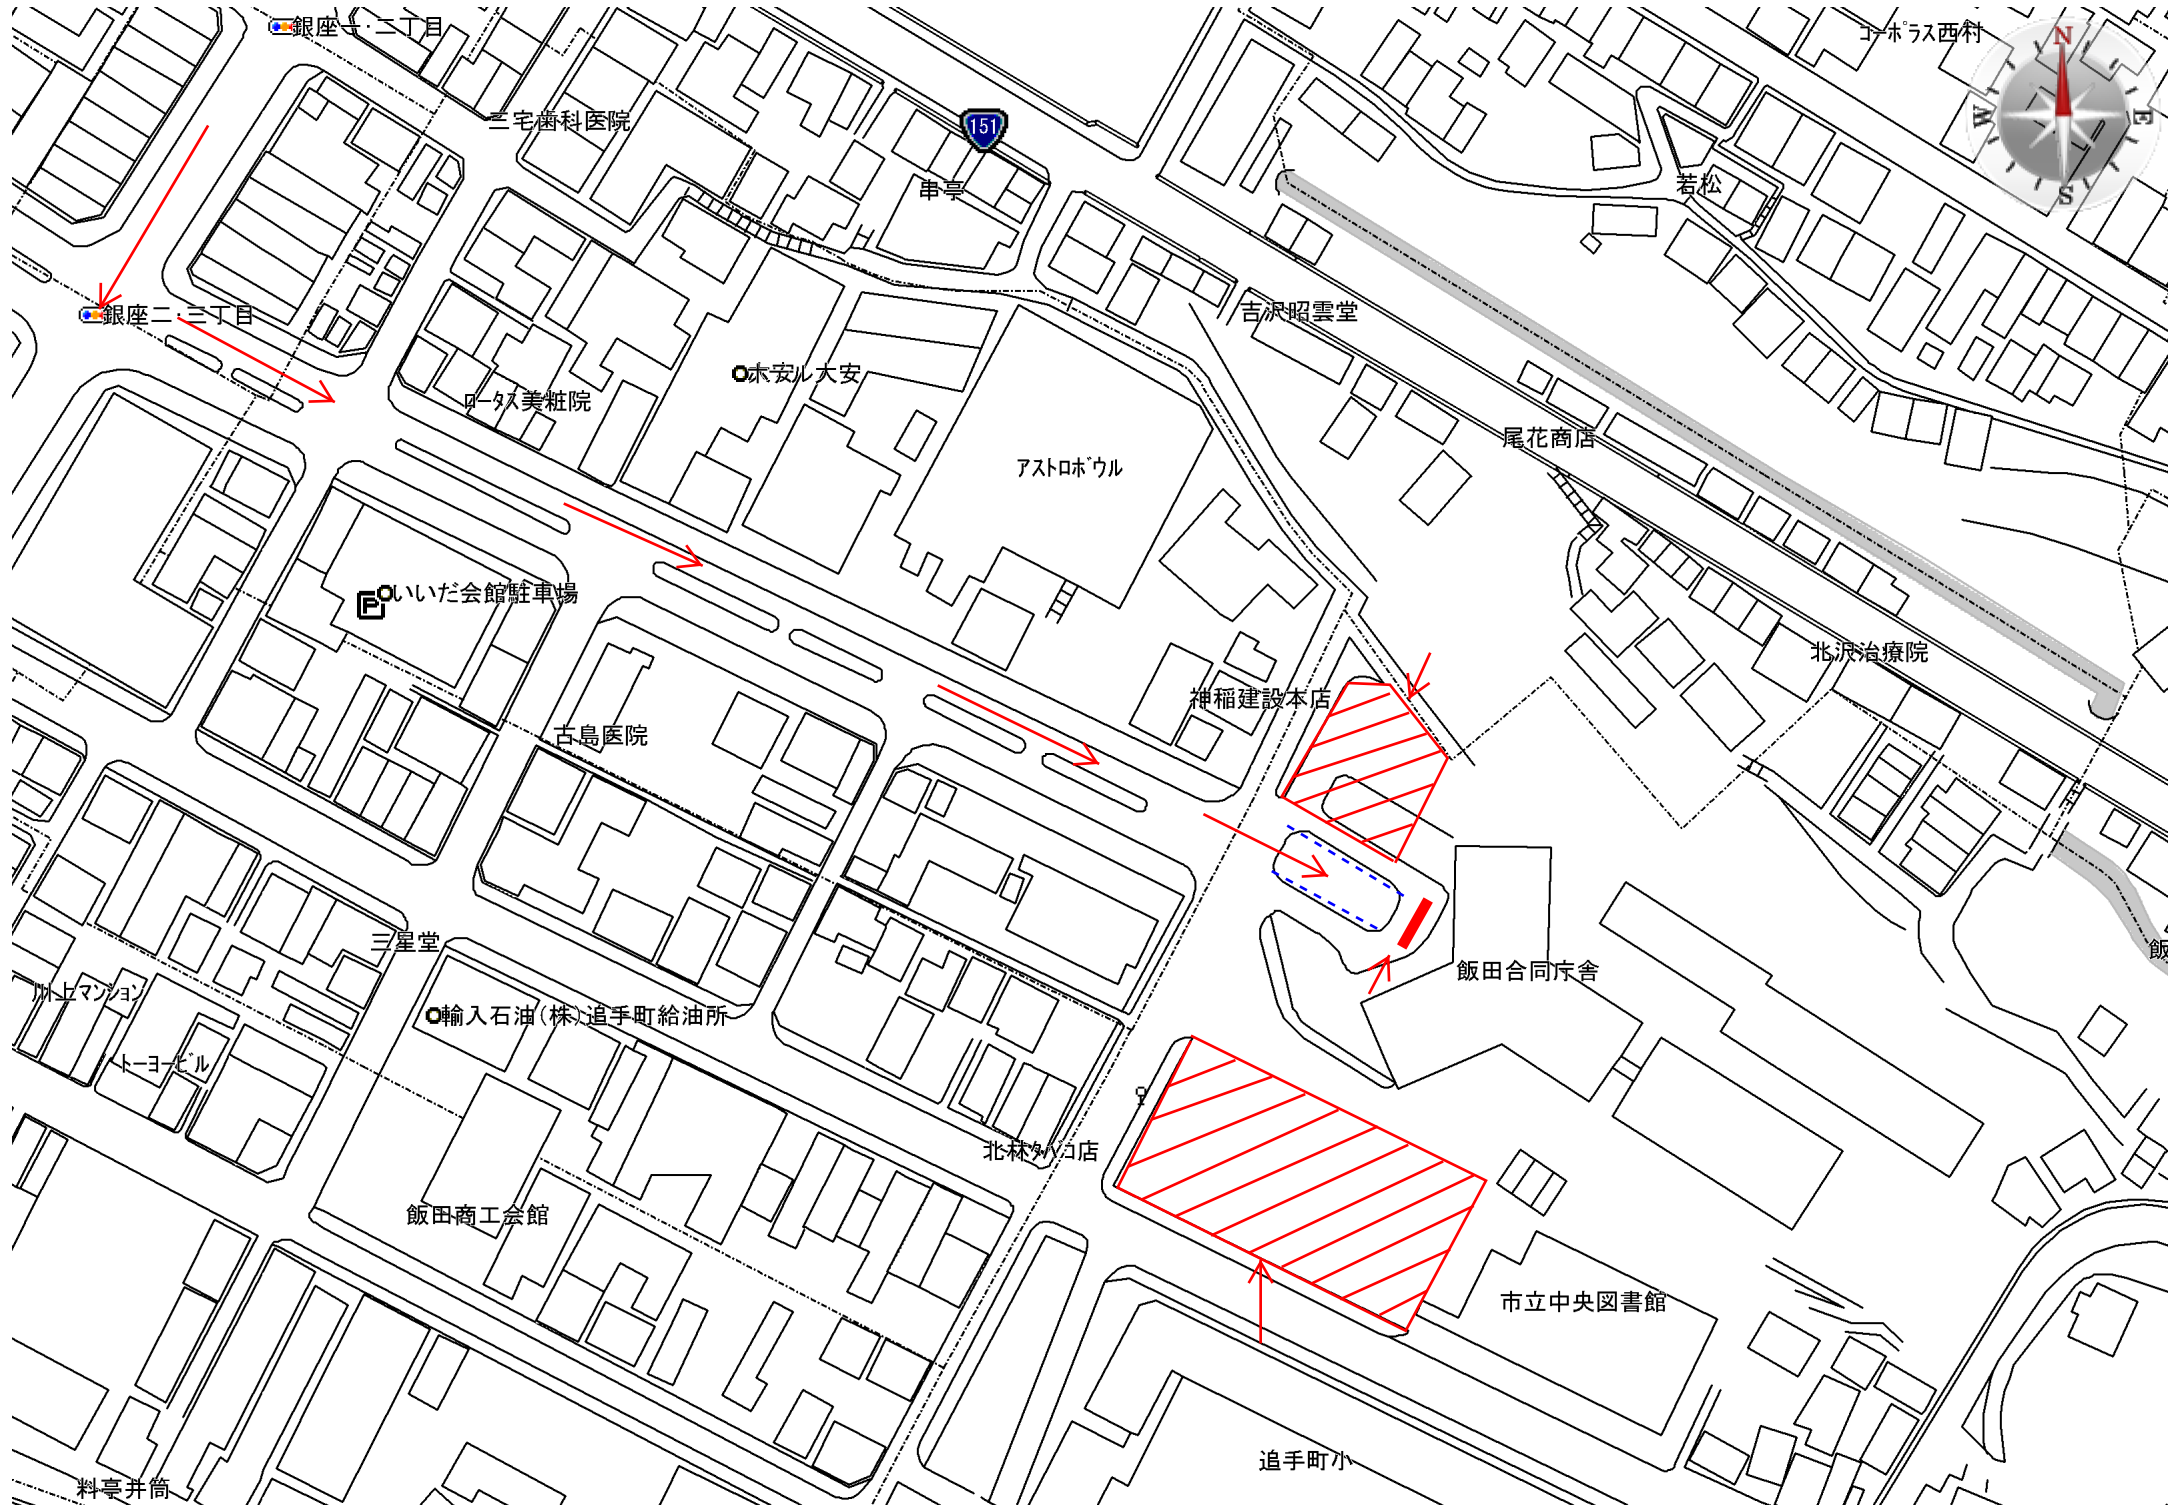 銀座一・二丁目
コーポラス西村
N
W
E
S
三宅歯科医院
151
串亭
若松
銀座二・三丁目
吉沢昭雲堂
ホテル大安
ロータス美粧院
尾花商店
アストロボウル
P
いいだ会館駐車場
北沢治療院
神稲建設本店
古島医院
三星堂
飯
飯田合同庁舎
川上マンション
輸入石油(株)追手町給油所
トーヨービル
北林タバコ店
飯田商工会館
市立中央図書館
追手町小
料亭井筒